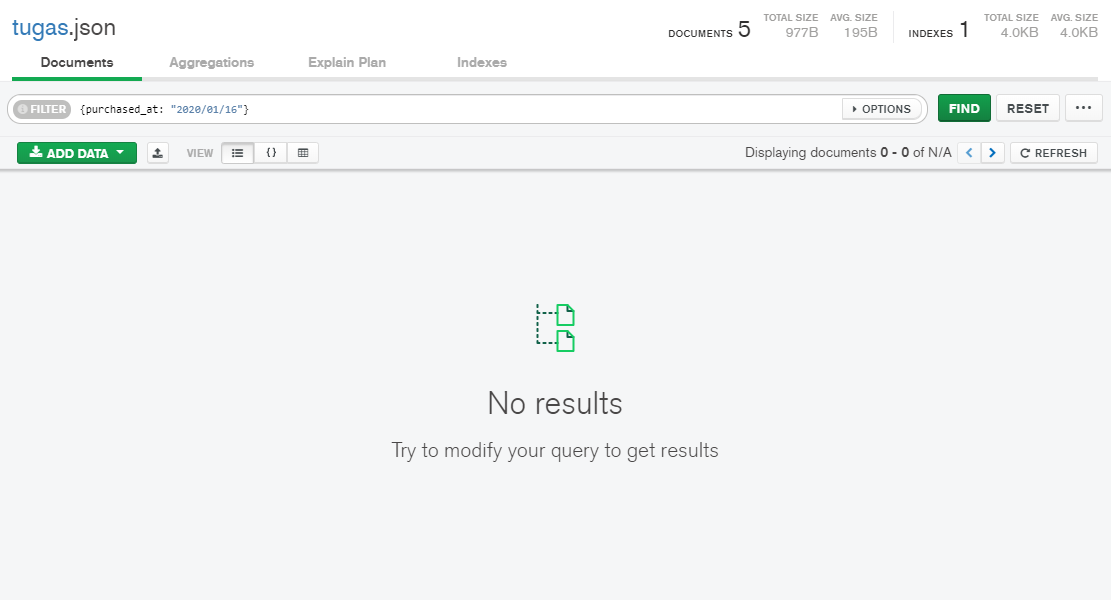 tugas.json
DOCUMENTS 5
TOTAL SIZE 977B
AVG. SIZE 195B
INDEXES 1
TOTAL SIZE 4.0KB
AVG. SIZE 4.0KB
Documents Aggregations Explain Plan Indexes
FILTER {purchased_at: "2020/01/16"} OPTIONS FIND RESET ...
ADD DATA VIEW {} Displaying documents 0 - 0 of N/A < > REFRESH
No results
Try to modify your query to get results